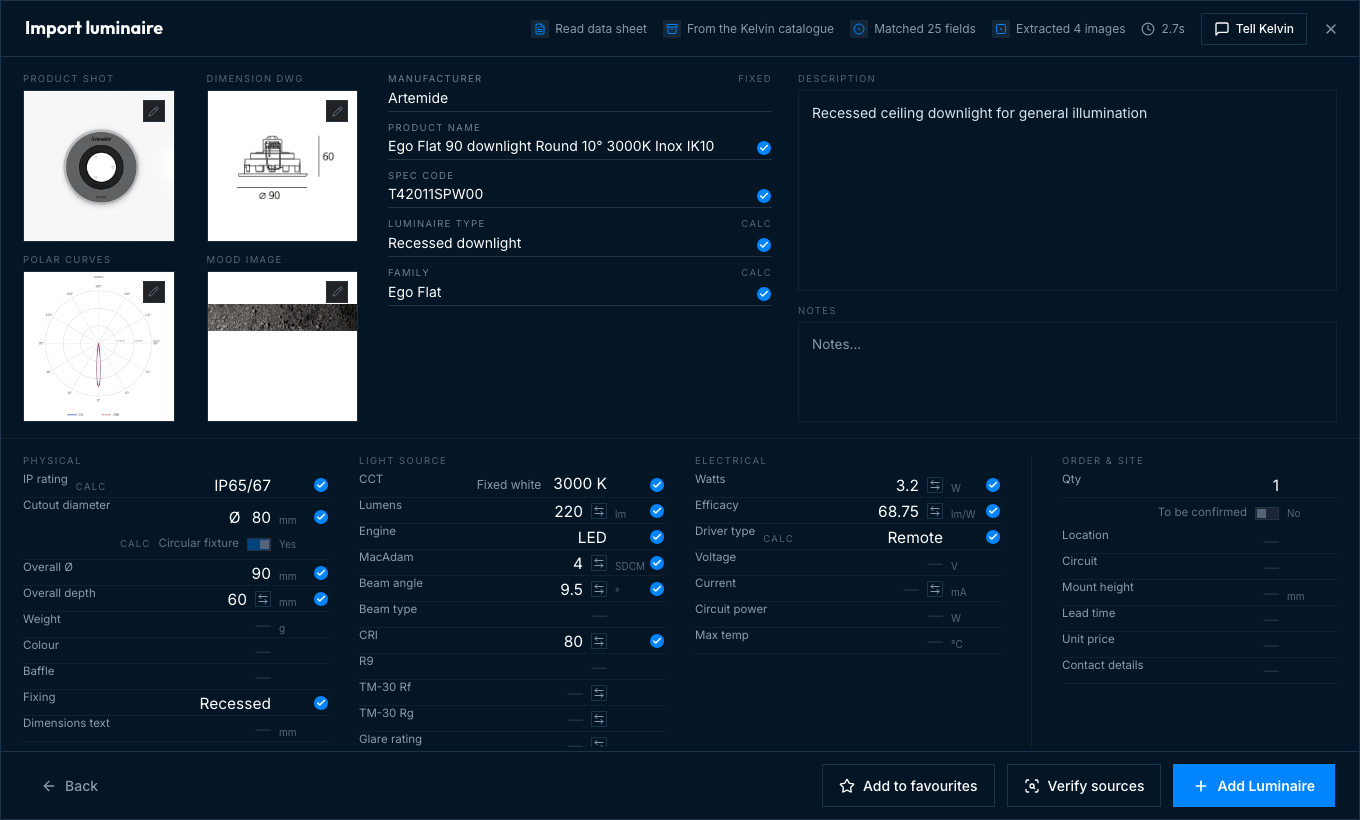 Import luminaire
Read data sheet
From the Kelvin catalogue
Matched 25 fields
Extracted 4 images
2.7s
Tell Kelvin
PRODUCT SHOT
DIMENSION DWG
60
⌀ 90
POLAR CURVES
MOOD IMAGE
MANUFACTURER FIXED
Artemide
PRODUCT NAME
Ego Flat 90 downlight Round 10° 3000K Inox IK10
SPEC CODE
T42011SPW00
LUMINAIRE TYPE CALC
Recessed downlight
FAMILY CALC
Ego Flat
DESCRIPTION
Recessed ceiling downlight for general illumination
NOTES
Notes...
PHYSICAL
IP rating CALC IP65/67
Cutout diameter
Ø 80 mm
CALC Circular fixture Yes
Overall Ø 90 mm
Overall depth 60 mm
Weight — g
Colour —
Baffle —
Fixing Recessed
Dimensions text — mm
LIGHT SOURCE
CCT Fixed white 3000 K
Lumens 220 lm
Engine LED
MacAdam 4 SDCM
Beam angle 9.5 °
Beam type —
CRI 80
R9 —
TM-30 Rf —
TM-30 Rg —
Glare rating —
ELECTRICAL
Watts 3.2 W
Efficacy 68.75 lm/W
Driver type CALC Remote
Voltage — V
Current — mA
Circuit power — W
Max temp — °C
ORDER & SITE
Qty 1
To be confirmed No
Location —
Circuit —
Mount height — mm
Lead time —
Unit price —
Contact details —
Back
Add to favourites
Verify sources
Add Luminaire